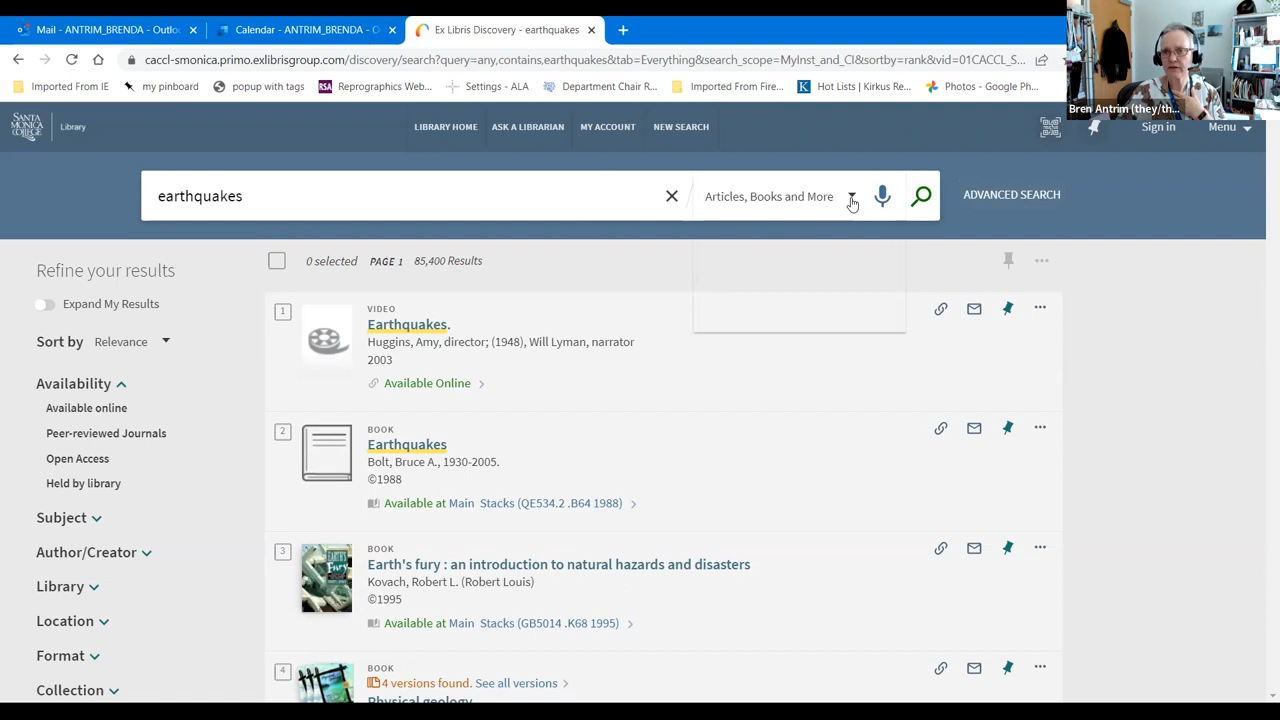 Mail - ANTRIM_BRENDA - Outlo
Calendar - ANTRIM_BRENDA - O
Ex Libris Discovery - earthquakes
caccl-smonica.primo.exlibrisgroup.com/discovery/search?query=any,contains,earthquakes&tab=Everything&search_scope=MyInst_and_CI&sortby=rank&vid=01CACCL_S...
Imported From IE
my pinboard
popup with tags
RSA Reprographics Web...
Settings - ALA
Department Chair R...
Imported From Fire...
K Hot Lists | Kirkus Re...
Photos - Google Ph...
Bren Antrim (they/th...
SANTA MONICA COLLEGE
Library
LIBRARY HOME
ASK A LIBRARIAN
MY ACCOUNT
NEW SEARCH
Sign in
Menu
earthquakes
Articles, Books and More
ADVANCED SEARCH
Refine your results
Expand My Results
Sort by Relevance
Availability
Available online
Peer-reviewed Journals
Open Access
Held by library
Subject
Author/Creator
Library
Location
Format
Collection
0 selected PAGE 1 85,400 Results
1
VIDEO
Earthquakes.
Huggins, Amy, director; (1948), Will Lyman, narrator
2003
Available Online
2
BOOK
Earthquakes
Bolt, Bruce A., 1930-2005.
©1988
Available at Main Stacks (QE534.2 .B64 1988)
3
BOOK
Earth's fury : an introduction to natural hazards and disasters
Kovach, Robert L. (Robert Louis)
©1995
Available at Main Stacks (GB5014 .K68 1995)
4
BOOK
4 versions found. See all versions
Physical geology